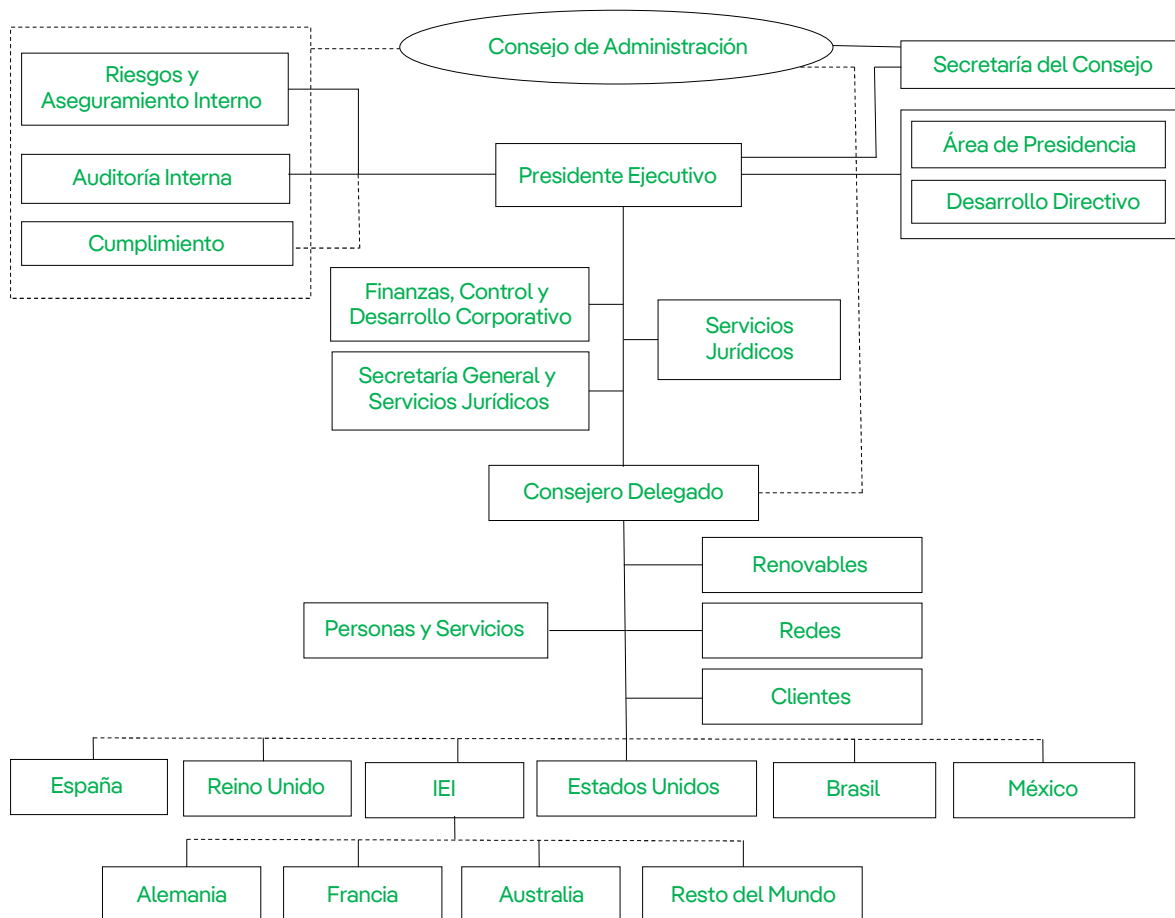 Consejo de Administración
Secretaría del Consejo
Riesgos y
Aseguramiento Interno
Área de Presidencia
Auditoría Interna
Presidente Ejecutivo
Desarrollo Directivo
Cumplimiento
Finanzas, Control y
Desarrollo Corporativo
Servicios
Jurídicos
Secretaría General y
Servicios Jurídicos
Consejero Delegado
Renovables
Personas y Servicios
Redes
Clientes
España
Reino Unido
IEI
Estados Unidos
Brasil
México
Alemania
Francia
Australia
Resto del Mundo